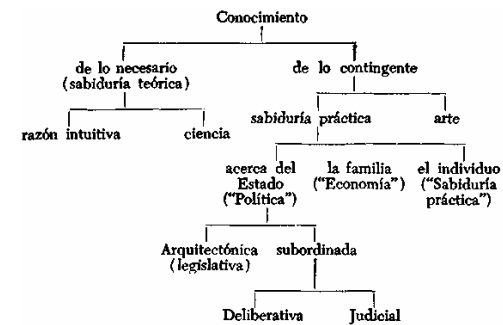 Conocimiento
de lo necesario
(sabiduría teórica)
de lo contingente
razón intuitiva
ciencia
sabiduría práctica
arte
acerca del
Estado
("Política")
la familia
("Economía")
el individuo
("Sabiduría
práctica")
Arquitectónica
(legislativa)
subordinada
Deliberativa
Judicial